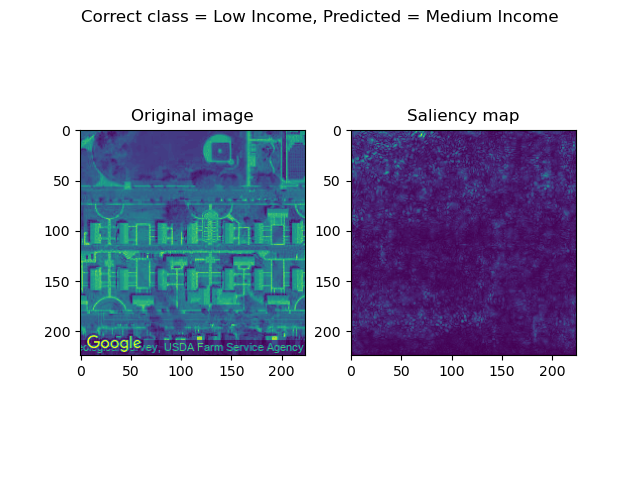 Correct class = Low Income, Predicted = Medium Income
Original image
Saliency map
0
50
100
150
200
0
50
100
150
200
Google
Survey, USDA Farm Service Agency
0 50 100 150 200
0 50 100 150 200